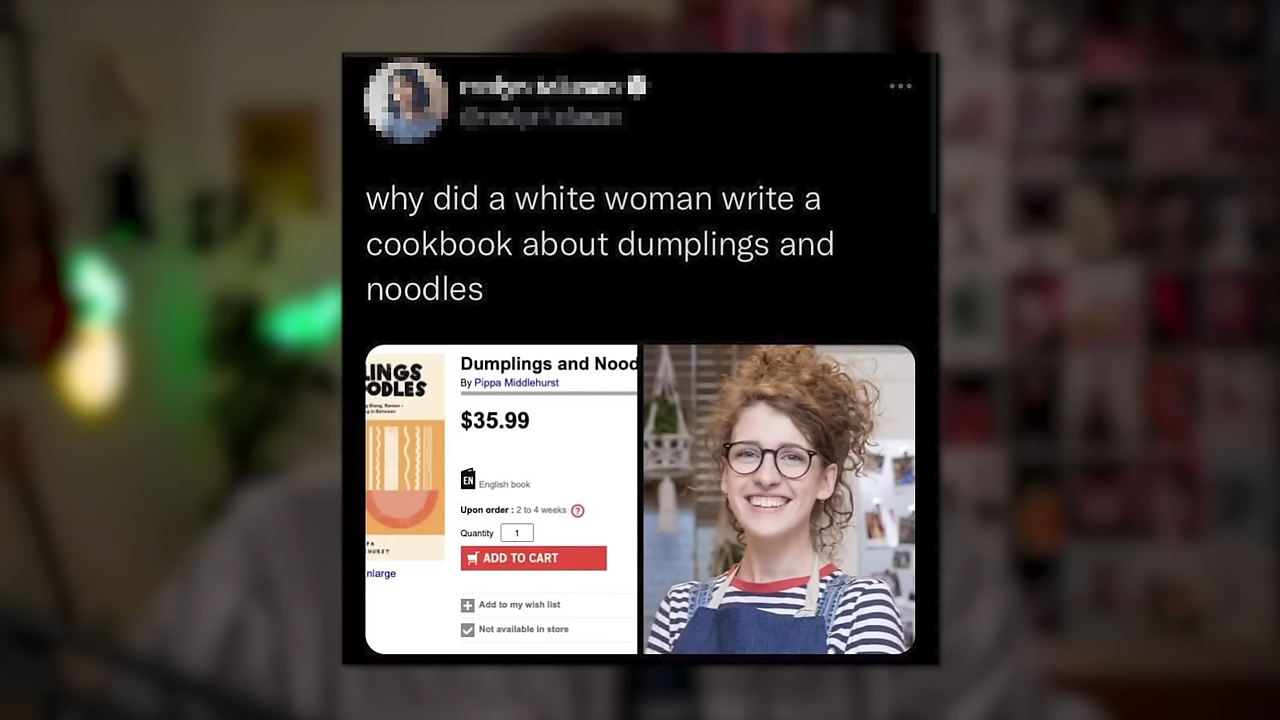 why did a white woman write a
cookbook about dumplings and
noodles
LINGS
OODLES
Dumplings and Nood
By Pippa Middlehurst
$35.99
EN English book
Upon order : 2 to 4 weeks ?
Quantity 1
ADD TO CART
nlarge
Add to my wish list
Not available in store